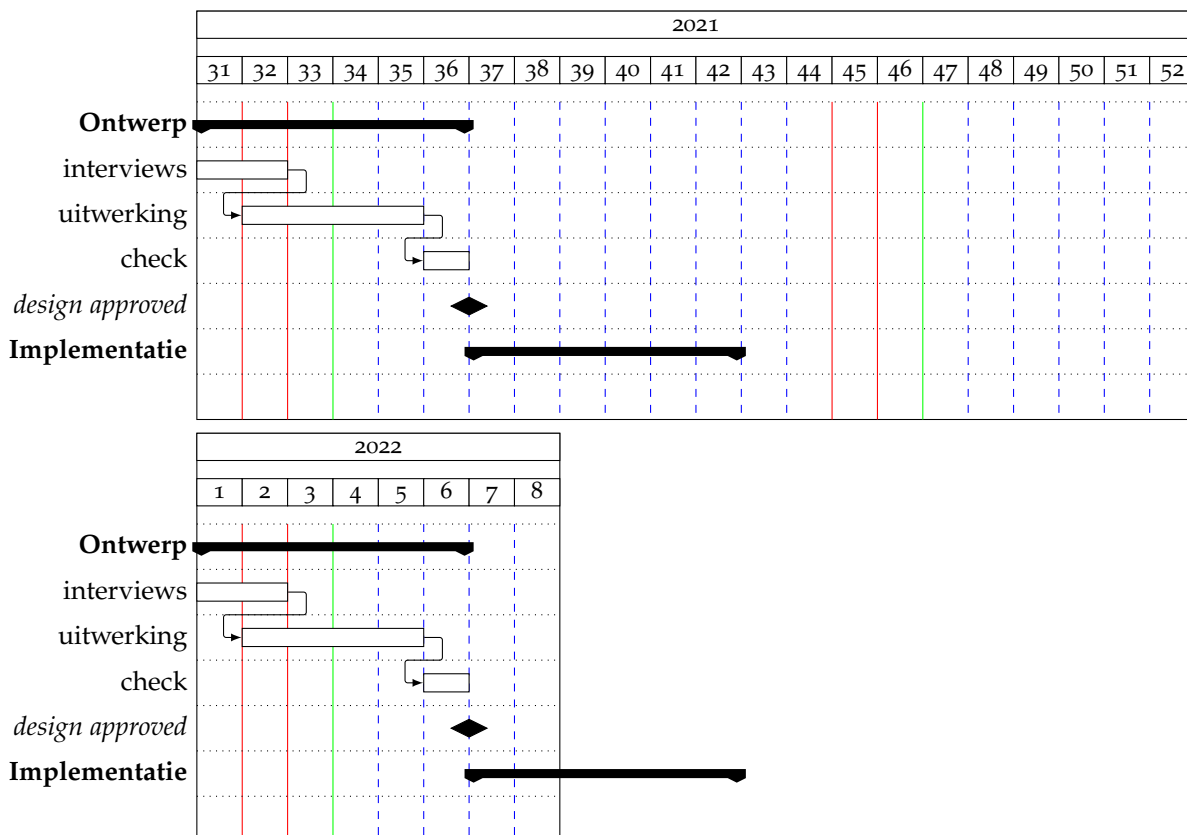 2021
31 32 33 34 35 36 37 38 39 40 41 42 43 44 45 46 47 48 49 50 51 52
Ontwerp
interviews
uitwerking
check
design approved
Implementatie
2022
1 2 3 4 5 6 7 8
Ontwerp
interviews
uitwerking
check
design approved
Implementatie